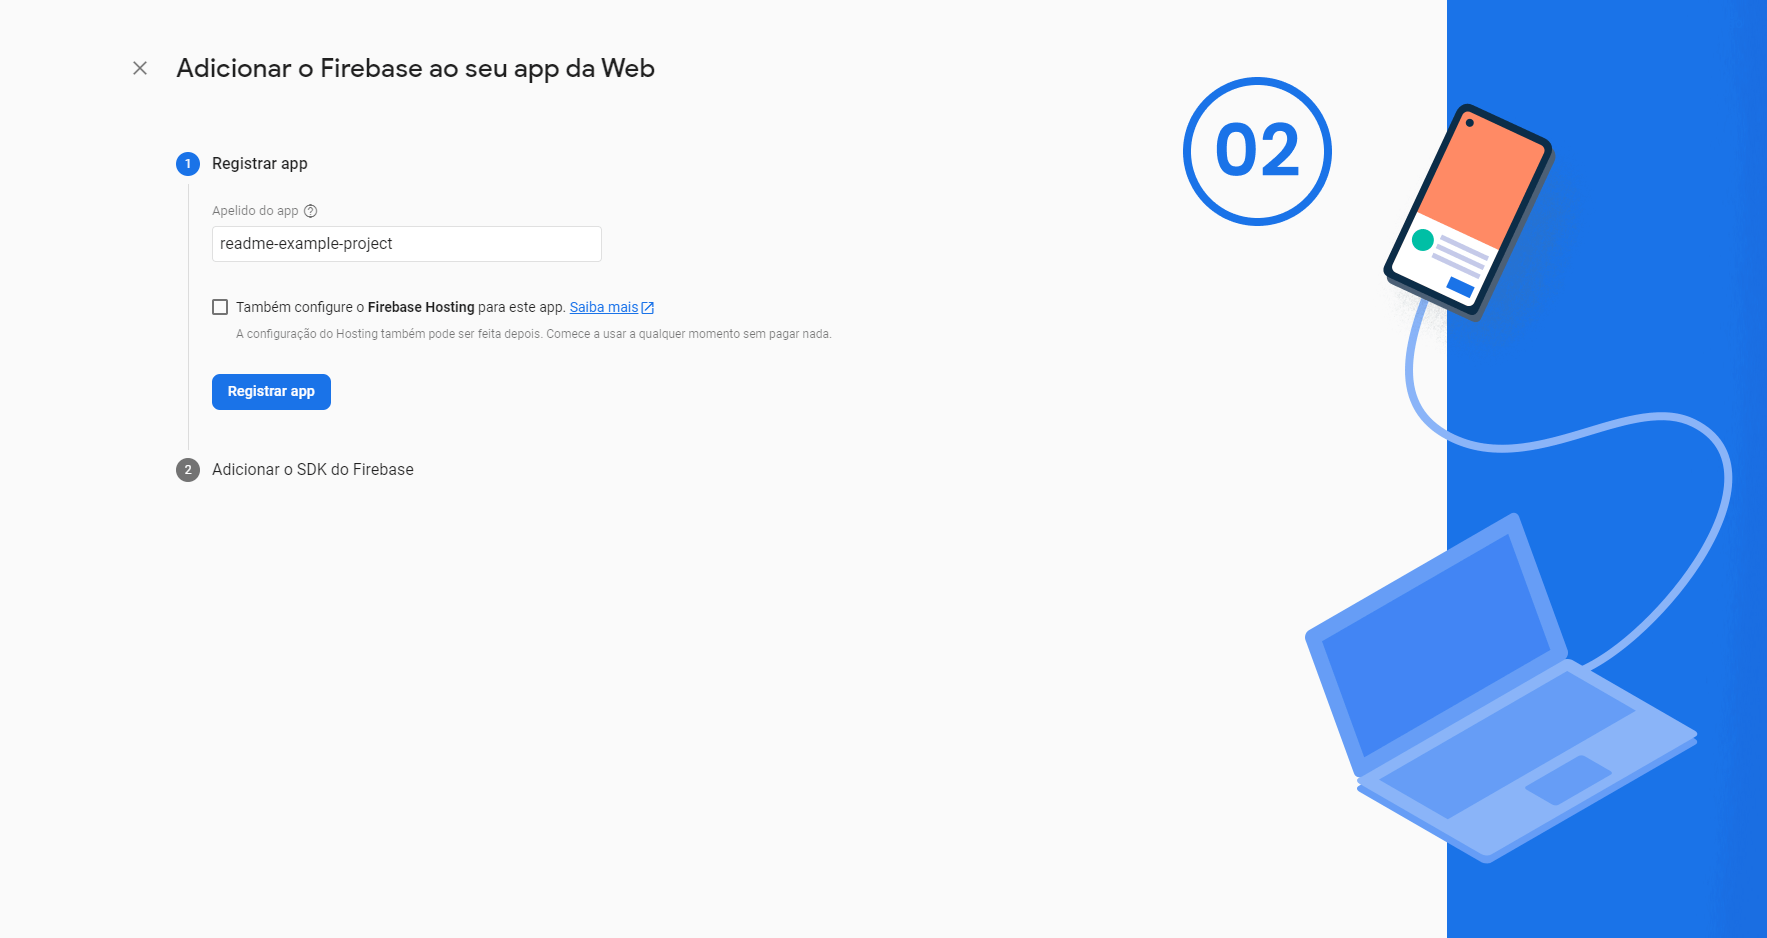 Adicionar o Firebase ao seu app da Web
02
1 Registrar app
Apelido do app ?
readme-example-project
Também configure o Firebase Hosting para este app. Saiba mais
A configuração do Hosting também pode ser feita depois. Comece a usar a qualquer momento sem pagar nada.
Registrar app
2 Adicionar o SDK do Firebase